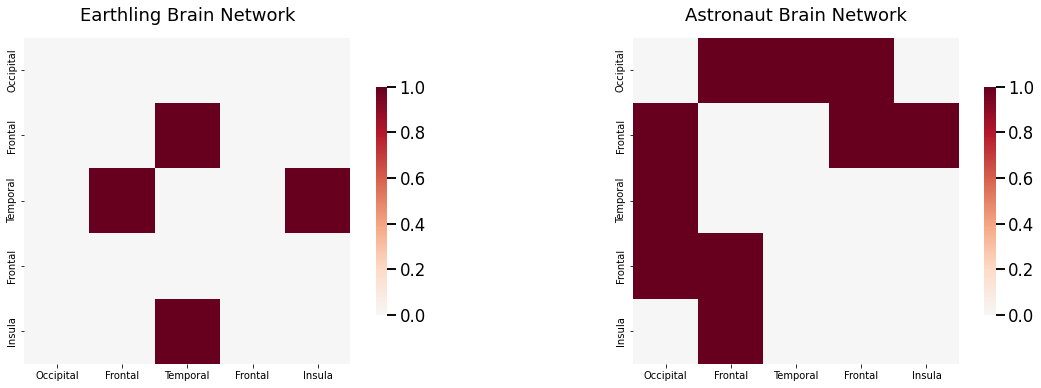 Earthling Brain Network
Astronaut Brain Network
Occipital
Frontal
Temporal
Frontal
Insula
Occipital Frontal Temporal Frontal Insula
1.0
0.8
0.6
0.4
0.2
0.0
Occipital
Frontal
Temporal
Frontal
Insula
Occipital Frontal Temporal Frontal Insula
1.0
0.8
0.6
0.4
0.2
0.0